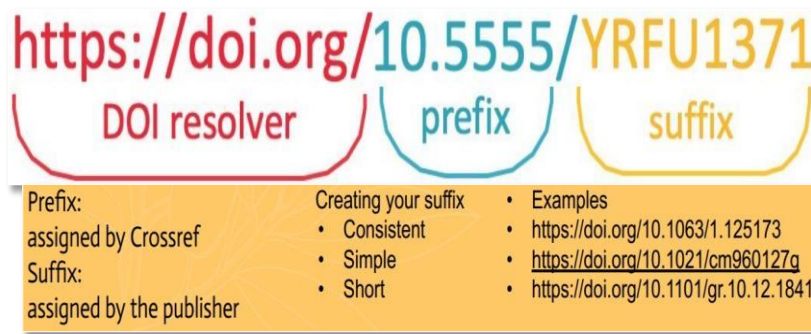 https://doi.org/10.5555/YRFU1371
DOI resolver prefix suffix
Prefix:
assigned by Crossref
Suffix:
assigned by the publisher
Creating your suffix
• Consistent
• Simple
• Short
• Examples
• https://doi.org/10.1063/1.125173
• https://doi.org/10.1021/cm960127g
• https://doi.org/10.1101/gr.10.12.1841